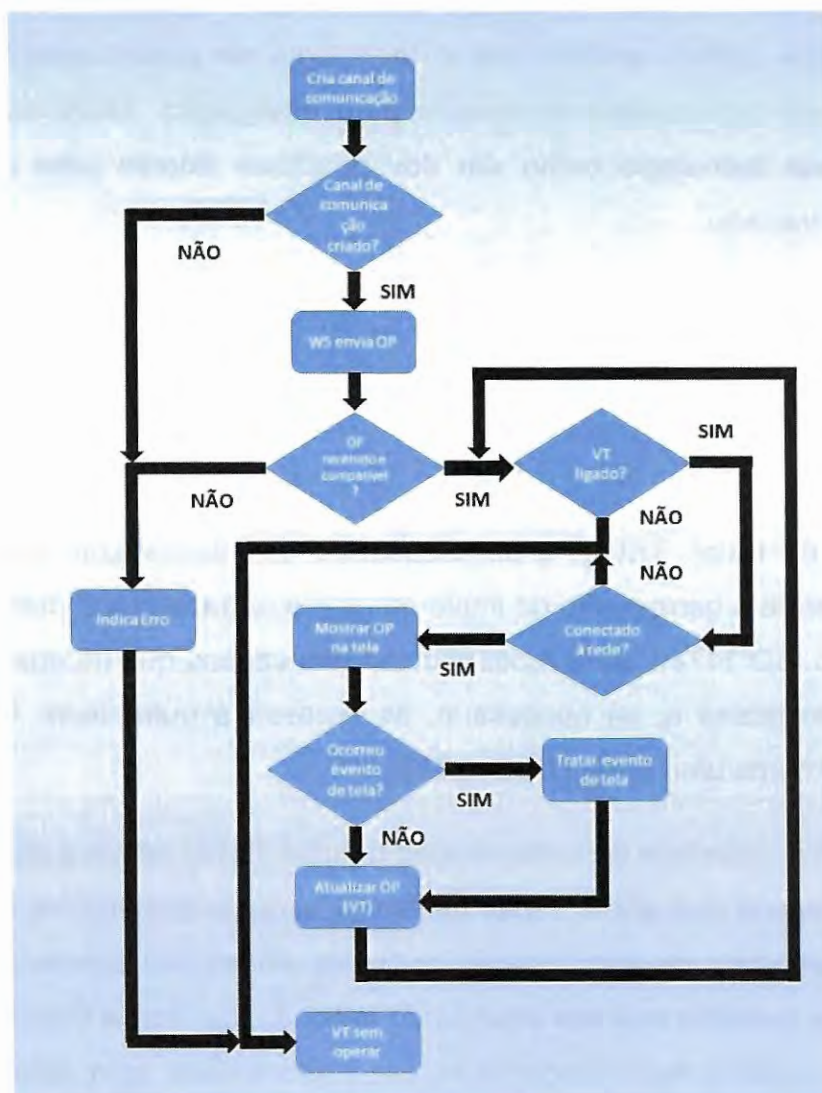 Cria canal de
comunicação
Canal de
comunica
ção
criado?
NÃO
SIM
WS envia OP
OP
recebido e
compatível
?
NÃO
SIM
VT
ligado?
SIM
NÃO
NÃO
Indica Erro
Mostrar OP
na tela
SIM
Conectado
à rede?
Ocorreu
evento
de tela?
SIM
Tratar evento
de tela
NÃO
Atualizar OP
(VT)
VT sem
operar